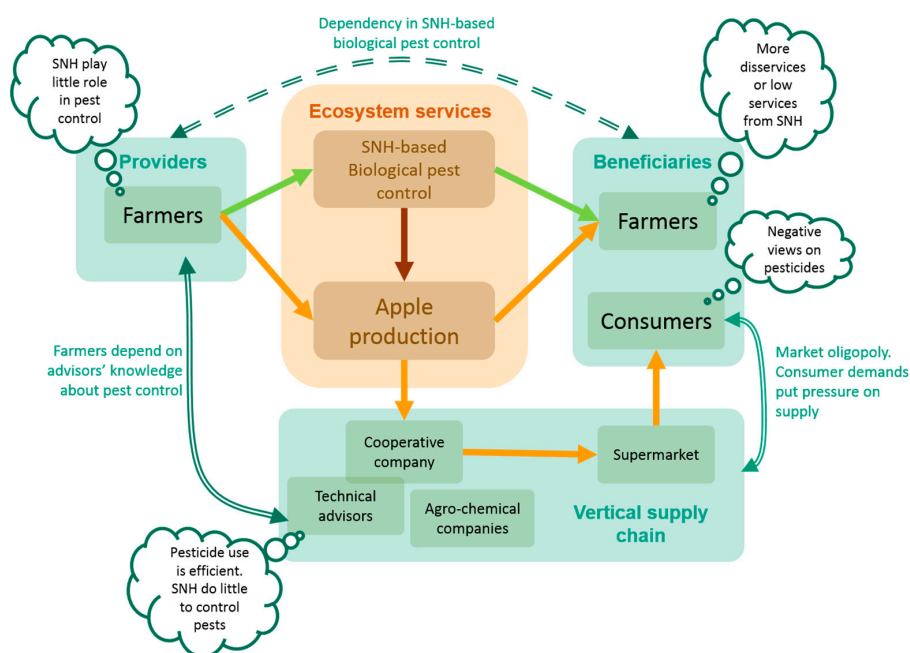 Dependency in SNH-based
biological pest control
SNH play
little role
in pest
control
More
disservices
or low
services
from SNH
Ecosystem services
Providers
SNH-based
Biological pest
control
Beneficiaries
Farmers
Farmers
Negative
views on
pesticides
Apple
production
Consumers
Farmers depend on
advisors’ knowledge
about pest control
Market oligopoly.
Consumer demands
put pressure on
supply
Cooperative
company
Supermarket
Technical
advisors
Agro-chemical
companies
Vertical supply
chain
Pesticide use
is efficient.
SNH do little
to control
pests